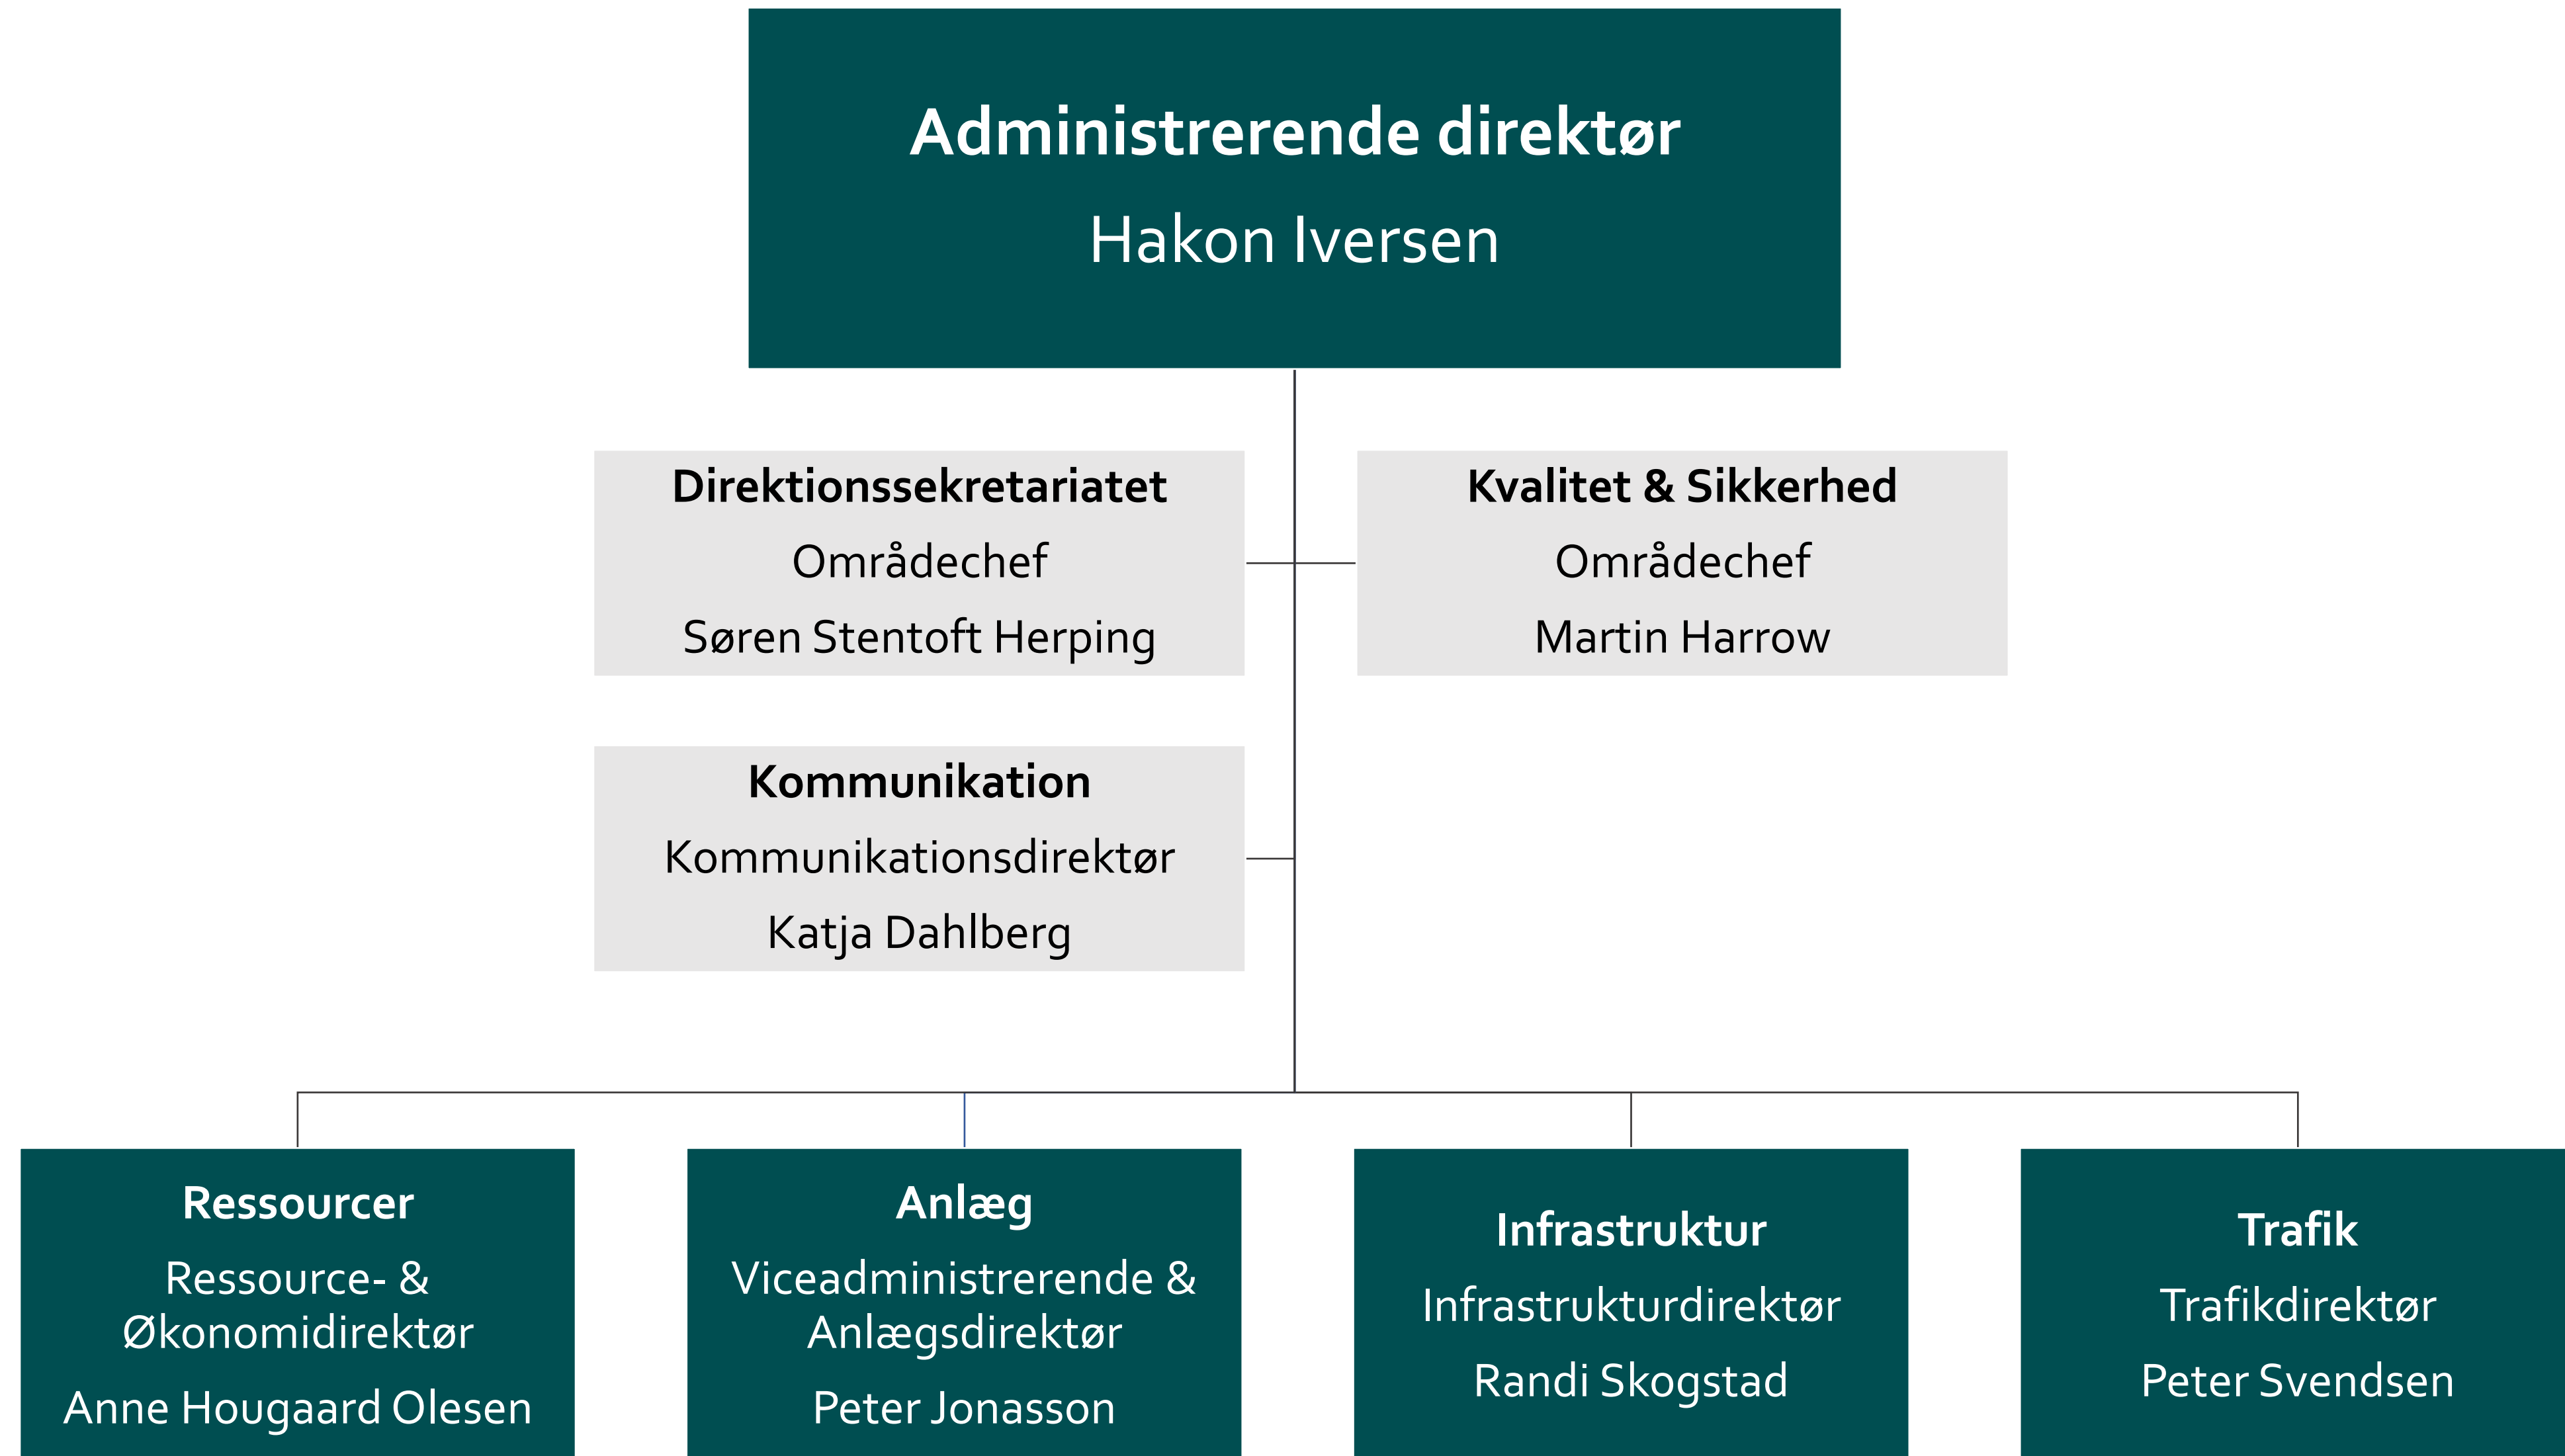 Administrerende direktør
Hakon Iversen
Direktionssekretariatet
Områdechef
Søren Stentoft Herping
Kvalitet & Sikkerhed
Områdechef
Martin Harrow
Kommunikation
Kommunikationsdirektør
Katja Dahlberg
Ressourcer
Ressource- &
Økonomidirektør
Anne Hougaard Olesen
Anlæg
Viceadministrerende &
Anlægsdirektør
Peter Jonasson
Infrastruktur
Infrastrukturdirektør
Randi Skogstad
Trafik
Trafikdirektør
Peter Svendsen